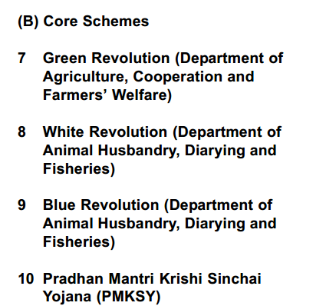 (B) Core Schemes
7 Green Revolution (Department of
Agriculture, Cooperation and
Farmers’ Welfare)
8 White Revolution (Department of
Animal Husbandry, Diarying and
Fisheries)
9 Blue Revolution (Department of
Animal Husbandry, Diarying and
Fisheries)
10 Pradhan Mantri Krishi Sinchai
Yojana (PMKSY)